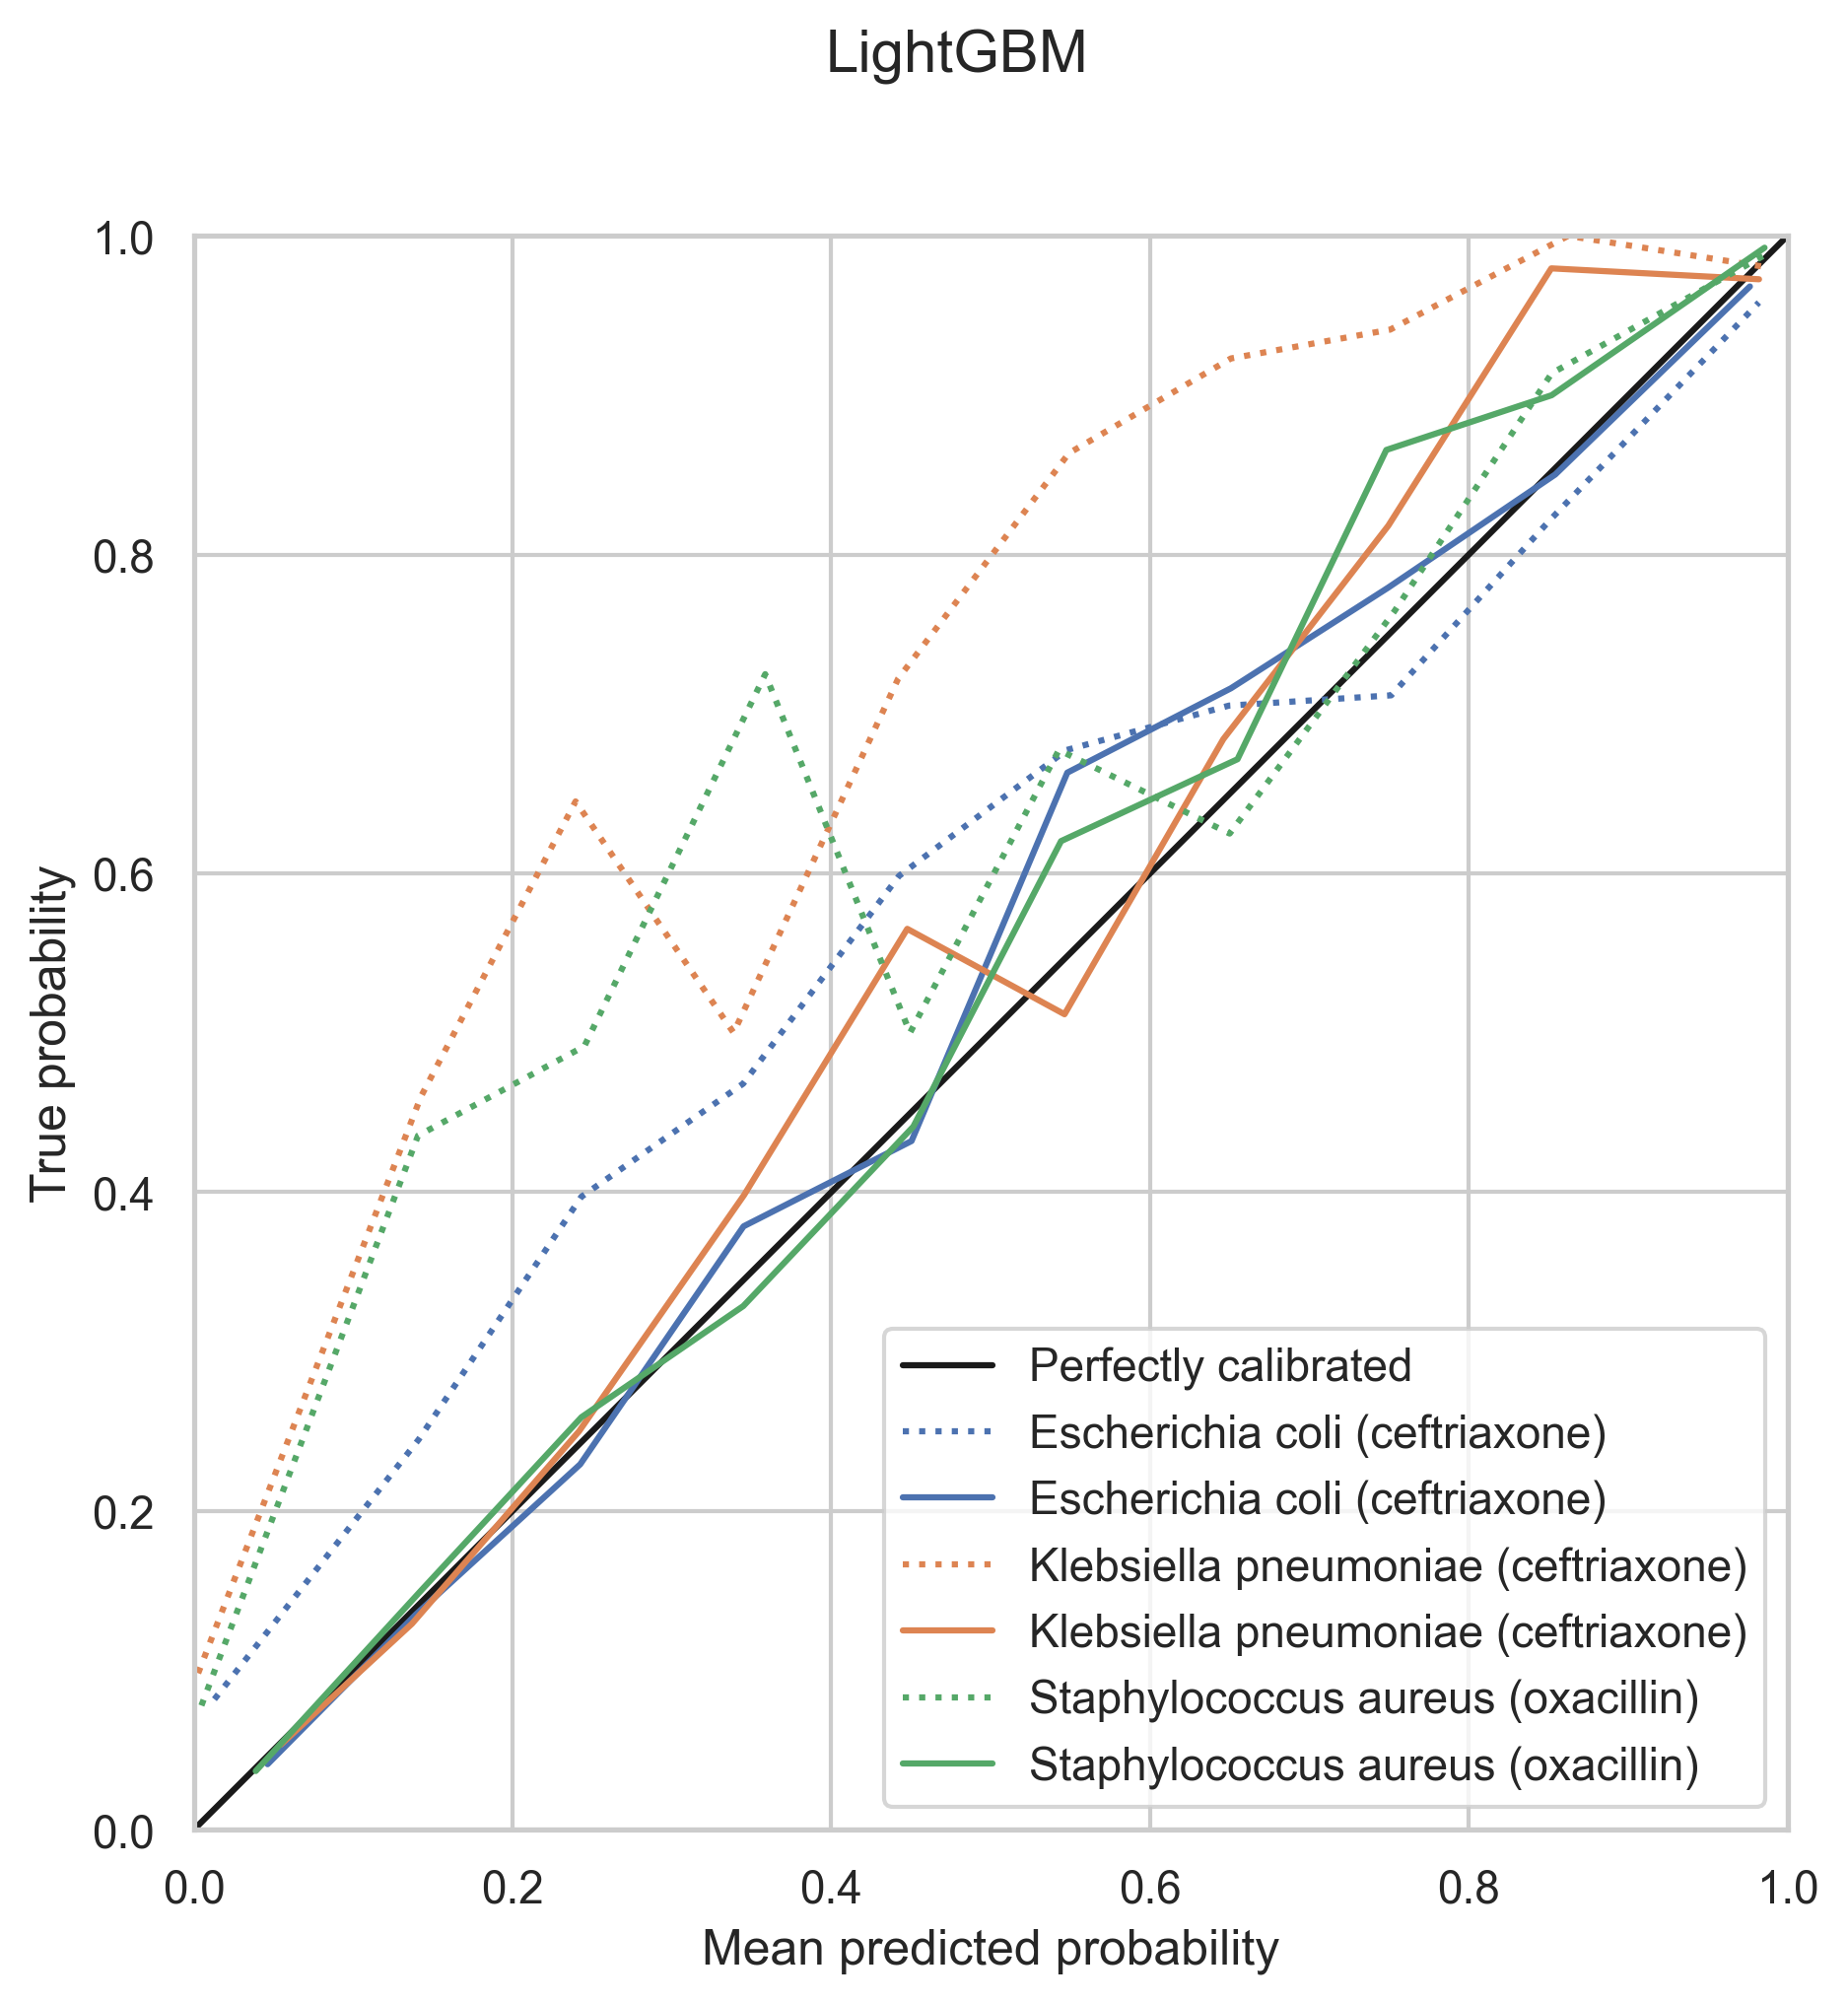 LightGBM
1.0
0.8
0.6
0.4
0.2
0.0
True probability
Perfectly calibrated
Escherichia coli (ceftriaxone)
Escherichia coli (ceftriaxone)
Klebsiella pneumoniae (ceftriaxone)
Klebsiella pneumoniae (ceftriaxone)
Staphylococcus aureus (oxacillin)
Staphylococcus aureus (oxacillin)
0.0 0.2 0.4 0.6 0.8 1.0
Mean predicted probability